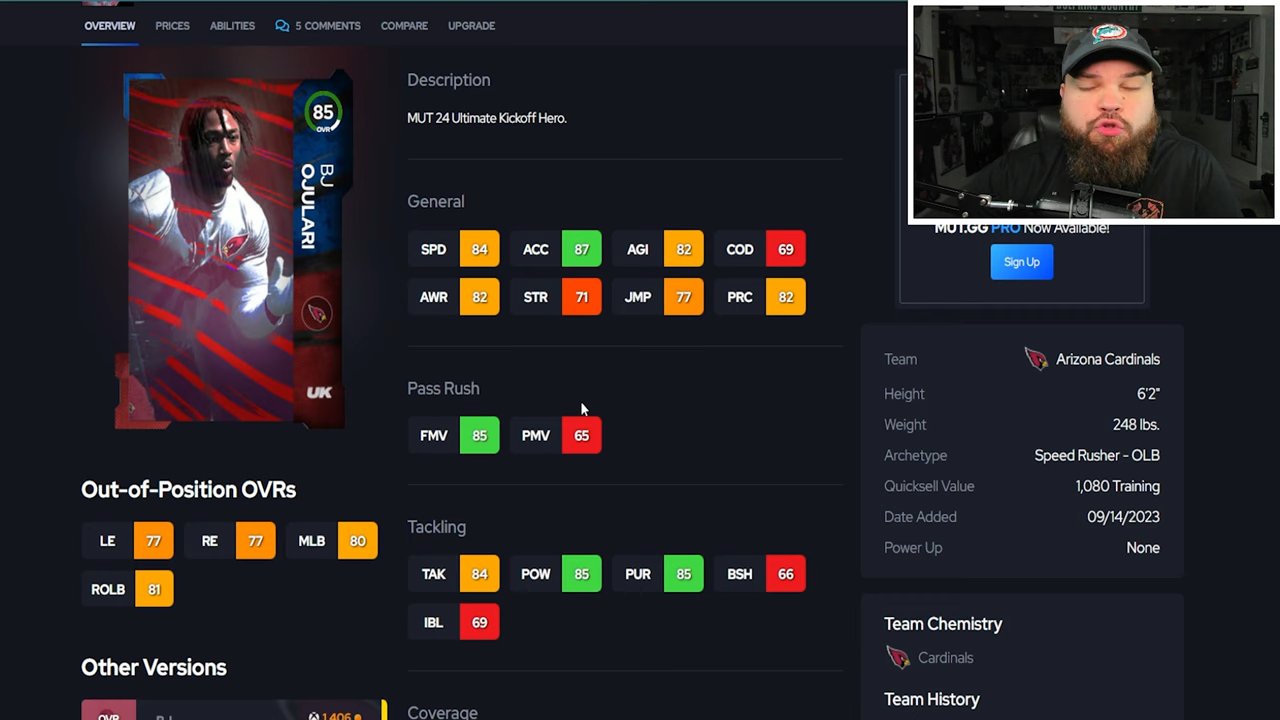 OVERVIEW PRICES ABILITIES 5 COMMENTS COMPARE UPGRADE
85
OVR
BJ
OJULARI
UK
Description
MUT 24 Ultimate Kickoff Hero.
General
SPD 84 ACC 87 AGI 82 COD 69
AWR 82 STR 71 JMP 77 PRC 82
Pass Rush
FMV 85 PMV 65
Tackling
TAK 84 POW 85 PUR 85 BSH 66
IBL 69
Coverage
Out-of-Position OVRs
LE 77 RE 77 MLB 80
ROLB 81
Other Versions
OVR BJ 1,406
MUT.GG PRO Now Available!
Sign Up
Team Arizona Cardinals
Height 6'2"
Weight 248 lbs.
Archetype Speed Rusher - OLB
Quicksell Value 1,080 Training
Date Added 09/14/2023
Power Up None
Team Chemistry
Cardinals
Team History